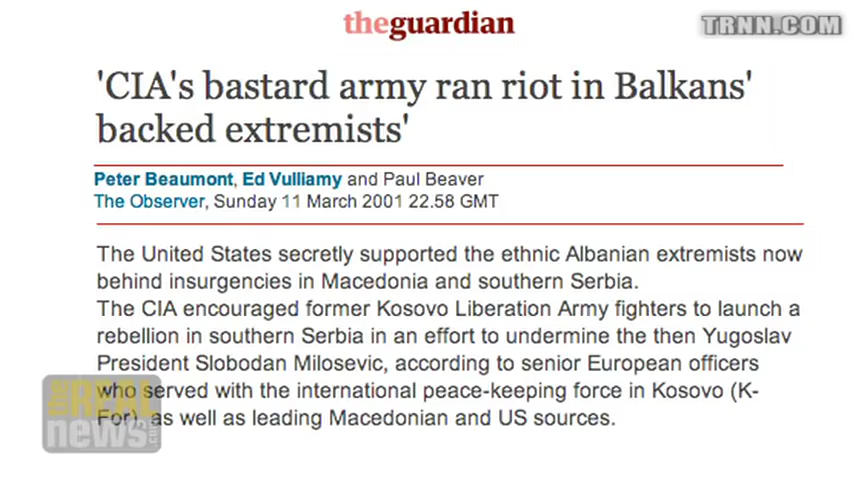 theguardian
TRNN.COM
'CIA's bastard army ran riot in Balkans'
backed extremists'
Peter Beaumont, Ed Vulliamy and Paul Beaver
The Observer, Sunday 11 March 2001 22.58 GMT
The United States secretly supported the ethnic Albanian extremists now
behind insurgencies in Macedonia and southern Serbia.
The CIA encouraged former Kosovo Liberation Army fighters to launch a
rebellion in southern Serbia in an effort to undermine the then Yugoslav
President Slobodan Milosevic, according to senior European officers
who served with the international peace-keeping force in Kosovo (K-
For), as well as leading Macedonian and US sources.
the REAL
news.com